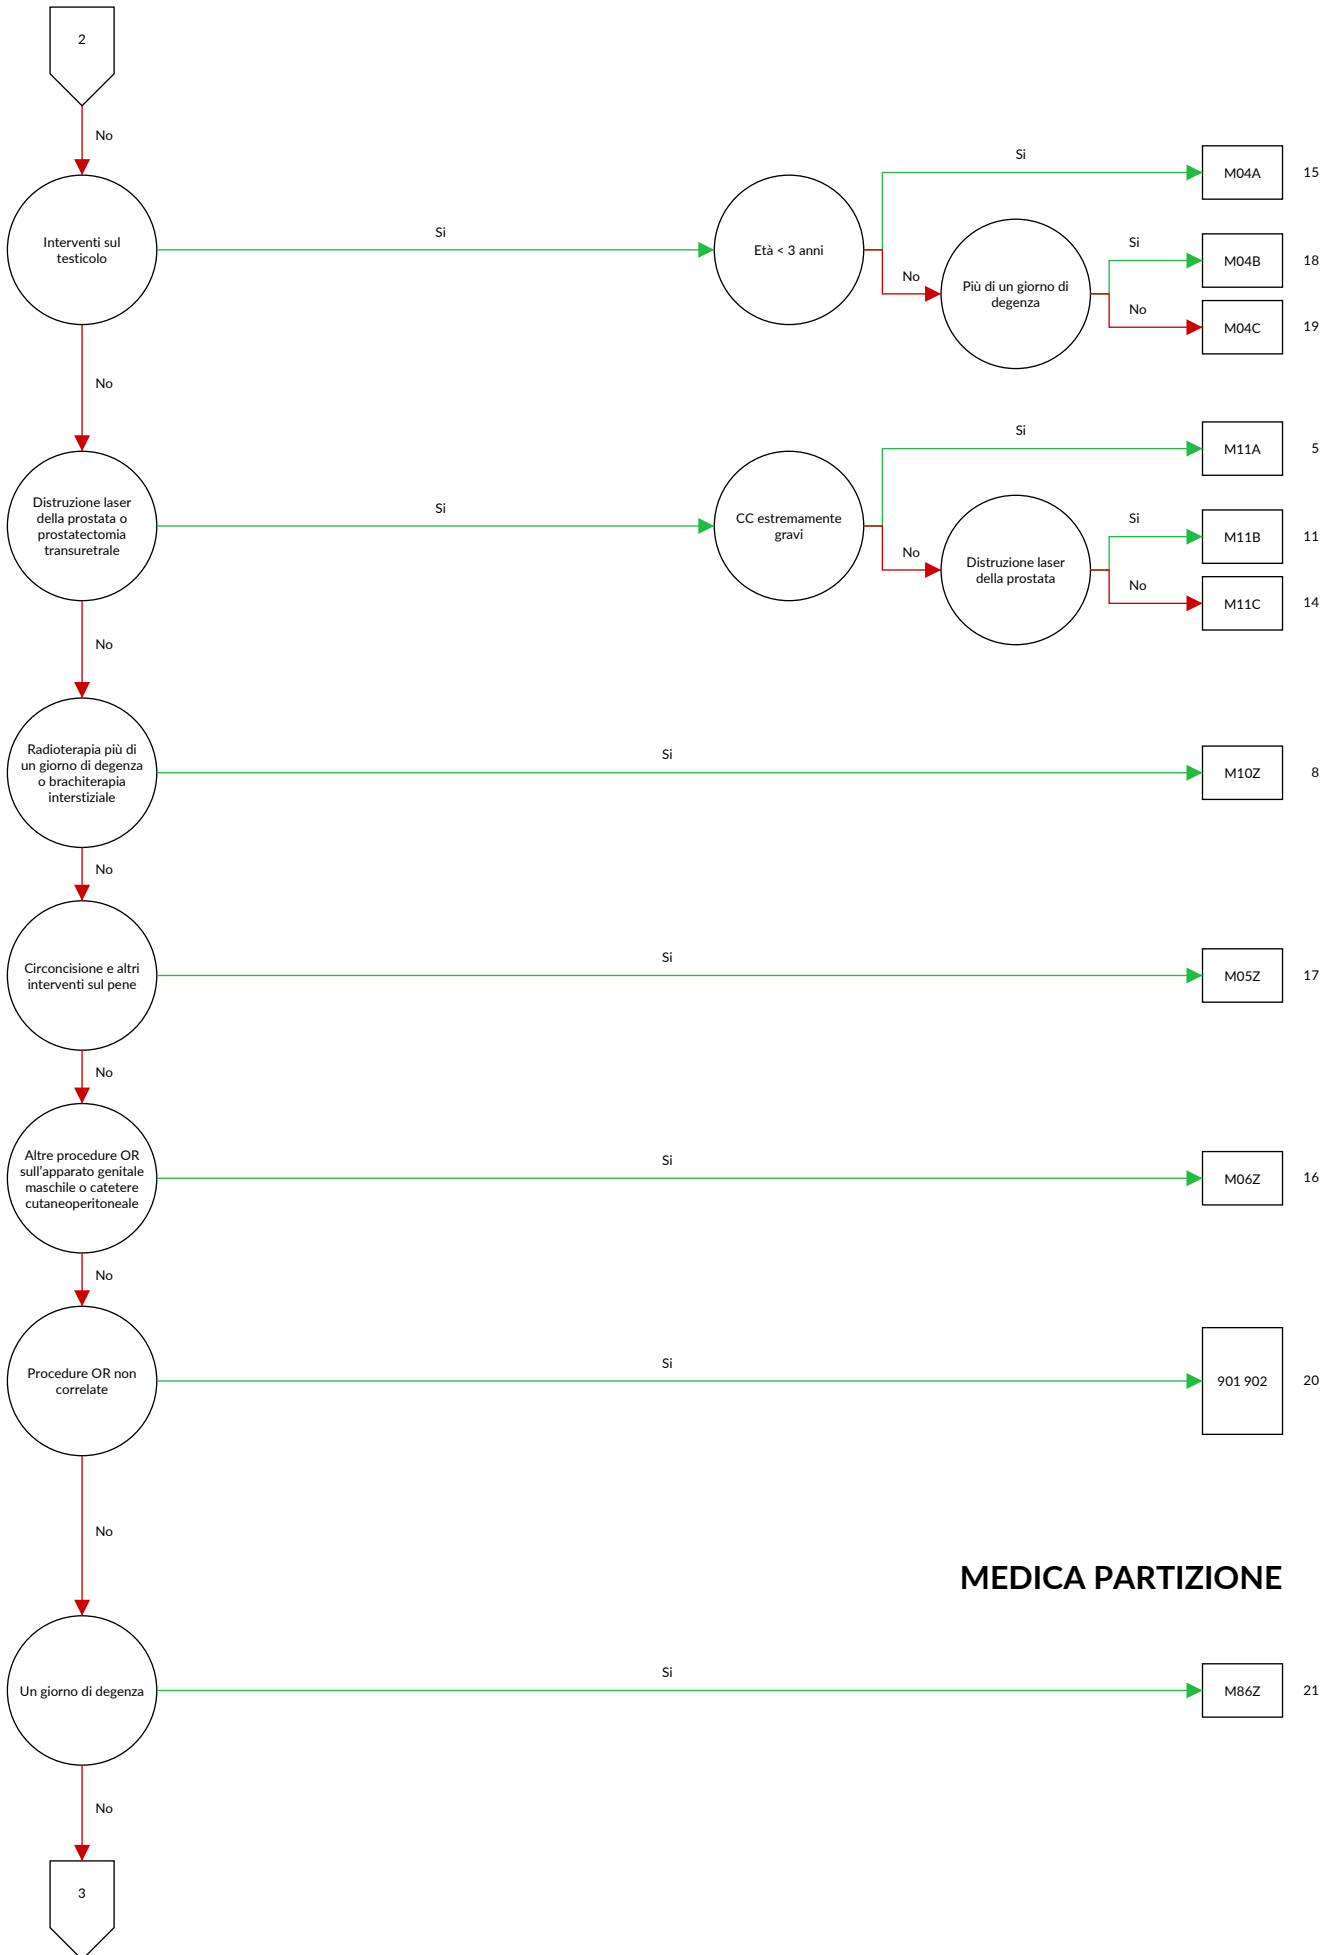 2
No
Si
M04A 15
Interventi sul
testicolo
Si
Età < 3 anni
No
Più di un giorno di
degenza
Si
M04B 18
No
M04C 19
No
Si
M11A 5
Distruzione laser
della prostata o
prostatectomia
transuretrale
Si
CC estremamente
gravi
No
Distruzione laser
della prostata
Si
M11B 11
No
M11C 14
No
Radioterapia più di
un giorno di degenza
o brachiterapia
interstiziale
Si
M10Z 8
No
Circoncisione e altri
interventi sul pene
Si
M05Z 17
No
Altre procedure OR
sull'apparato genitale
maschile o catetere
cutaneoperitoneale
Si
M06Z 16
No
Procedure OR non
correlate
Si
901 902 20
No
MEDICA PARTIZIONE
Un giorno di degenza
Si
M86Z 21
No
3